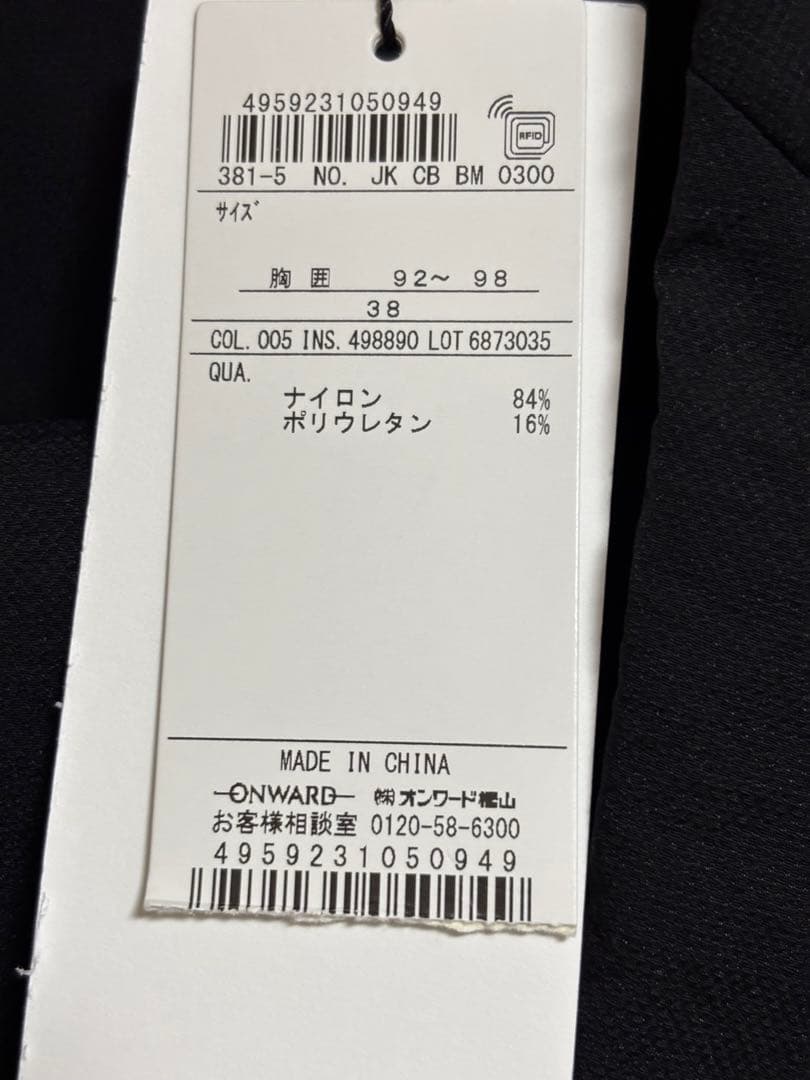 4959231050949
RFID
381-5 NO. JK CB BM 0300
サイズ
胸囲 92～ 98
38
COL. 005 INS. 498890 LOT 6873035
QUA.
ナイロン 84%
ポリウレタン 16%
MADE IN CHINA
ONWARD ㈱オンワード樫山
お客様相談室 0120-58-6300
4959231050949